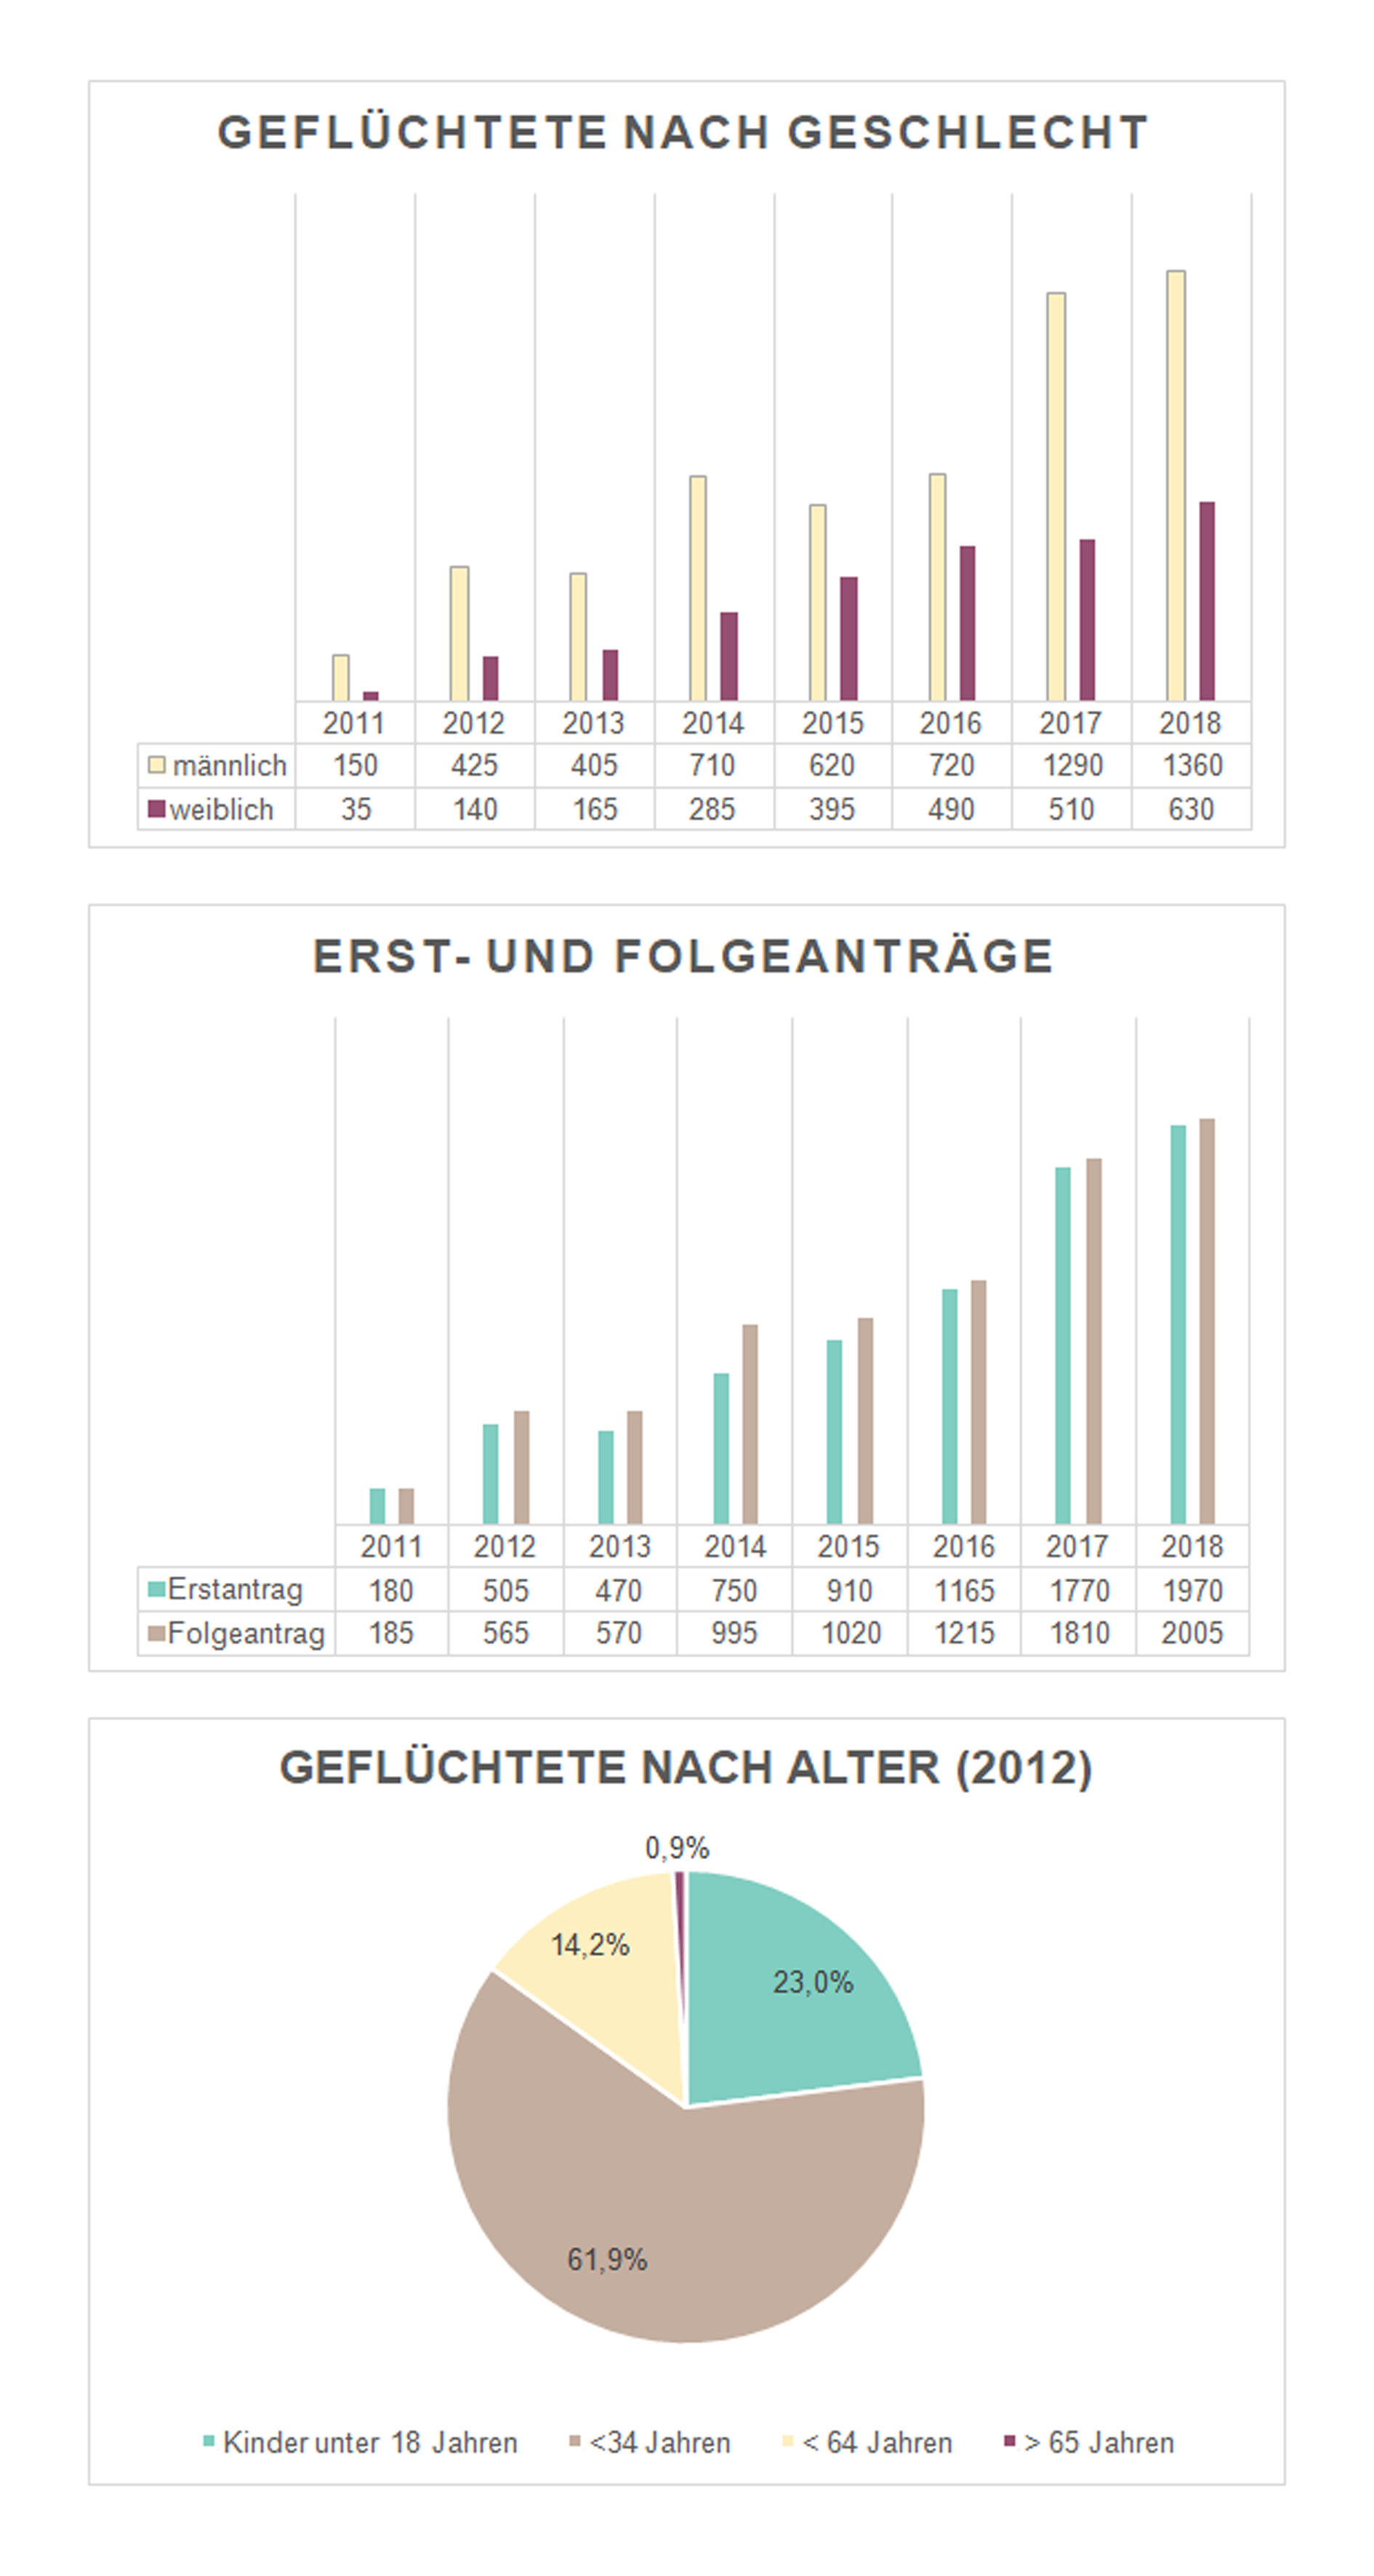 GEFLÜCHTETE NACH GESCHLECHT
2011 2012 2013 2014 2015 2016 2017 2018
männlich 150 425 405 710 620 720 1290 1360
weiblich 35 140 165 285 395 490 510 630
ERST- UND FOLGEANTRÄGE
2011 2012 2013 2014 2015 2016 2017 2018
Erstantrag 180 505 470 750 910 1165 1770 1970
Folgeantrag 185 565 570 995 1020 1215 1810 2005
GEFLÜCHTETE NACH ALTER (2012)
0,9%
14,2%
23,0%
61,9%
Kinder unter 18 Jahren <34 Jahren < 64 Jahren > 65 Jahren